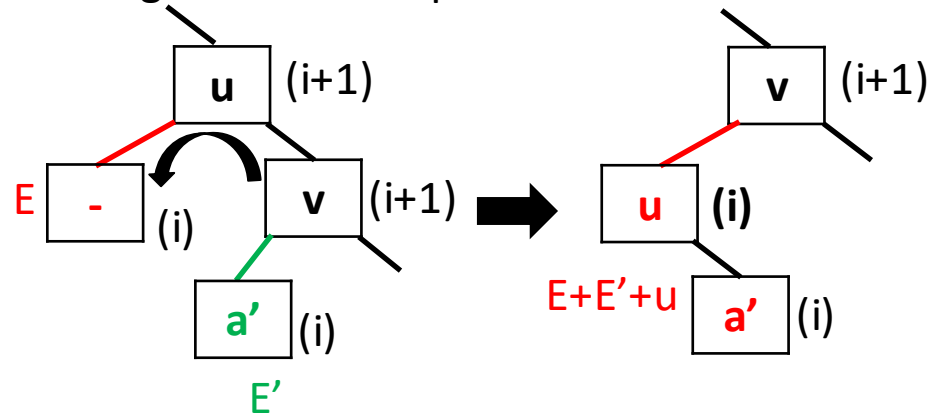 u (i+1)
E - (i)
v (i+1)
a' (i)
E'
v (i+1)
u (i)
E+E'+u a' (i)